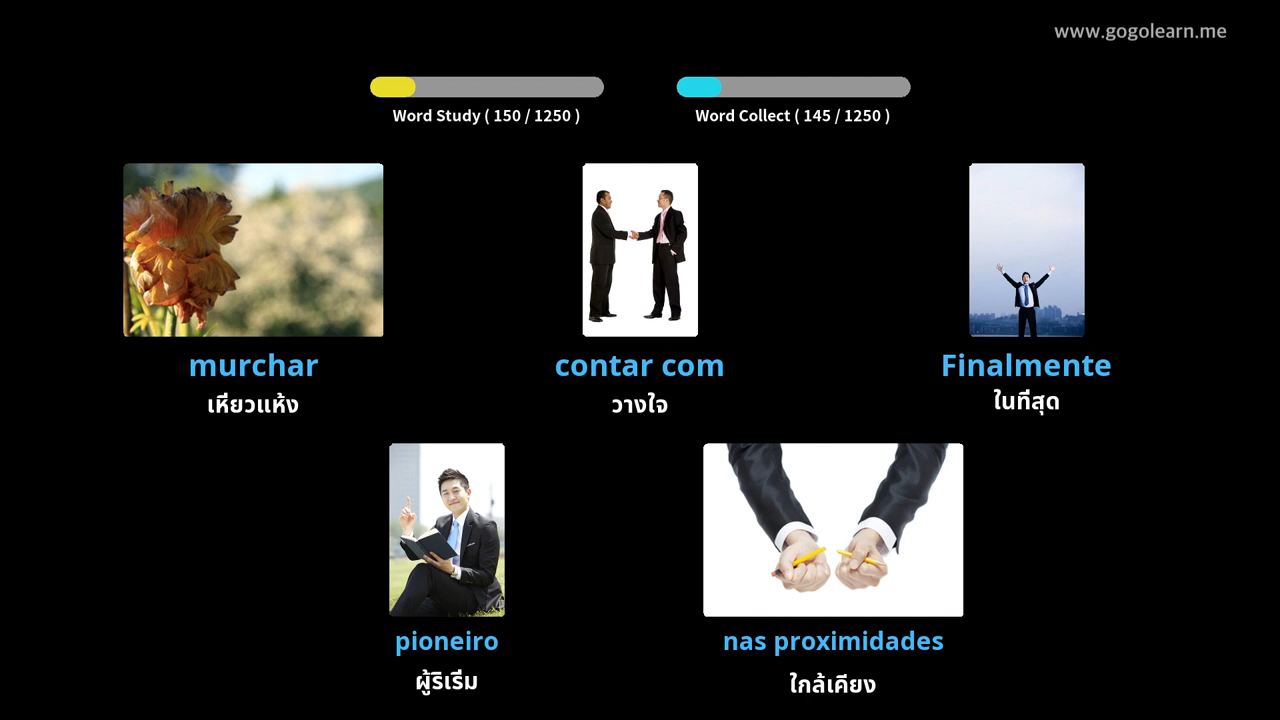 www.gogolearn.me
Word Study ( 150 / 1250 )
Word Collect ( 145 / 1250 )
murchar
เหี่ยวแห้ง
contar com
วางใจ
Finalmente
ในที่สุด
pioneiro
ผู้ริเริ่ม
nas proximidades
ใกล้เคียง